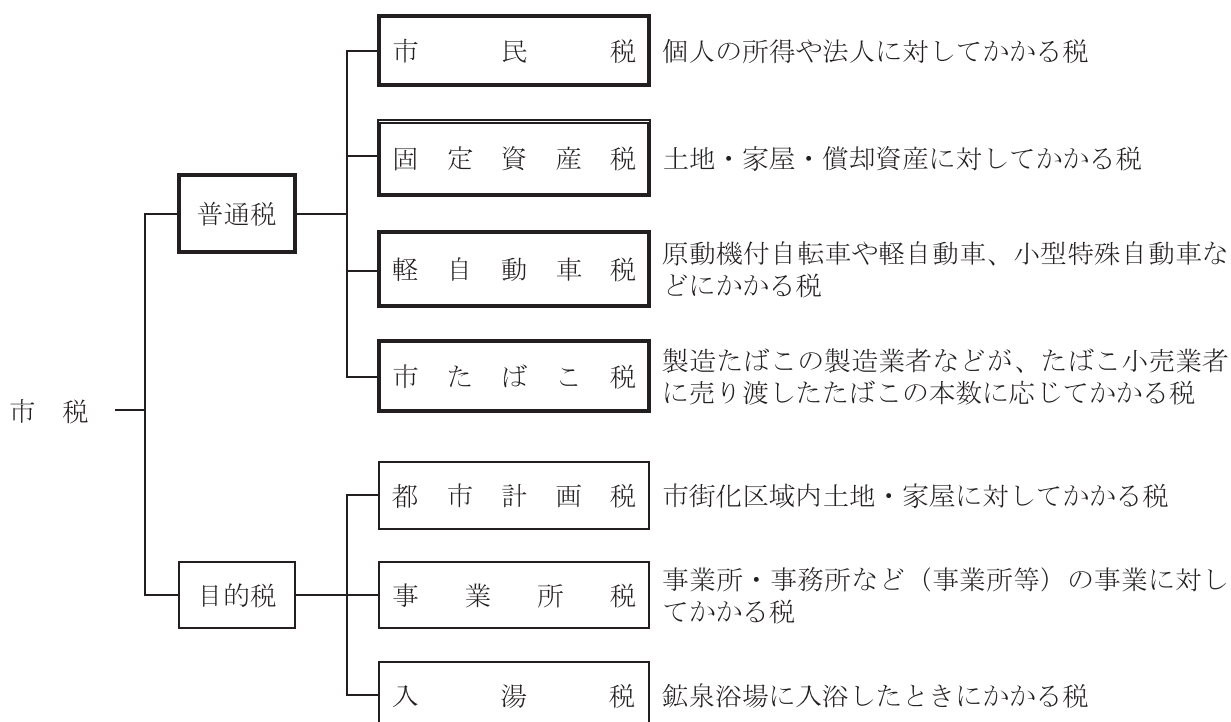 市民税
個人の所得や法人に対してかかる税
固定資産税
土地・家屋・償却資産に対してかかる税
普通税
軽自動車税
原動機付自転車や軽自動車、小型特殊自動車な
どにかかる税
市たばこ税
製造たばこの製造業者などが、たばこ小売業者
に売り渡したたばこの本数に応じてかかる税
市税
都市計画税
市街化区域内土地・家屋に対してかかる税
目的税
事業所税
事業所・事務所など（事業所等）の事業に対し
てかかる税
入湯税
鉱泉浴場に入浴したときにかかる税